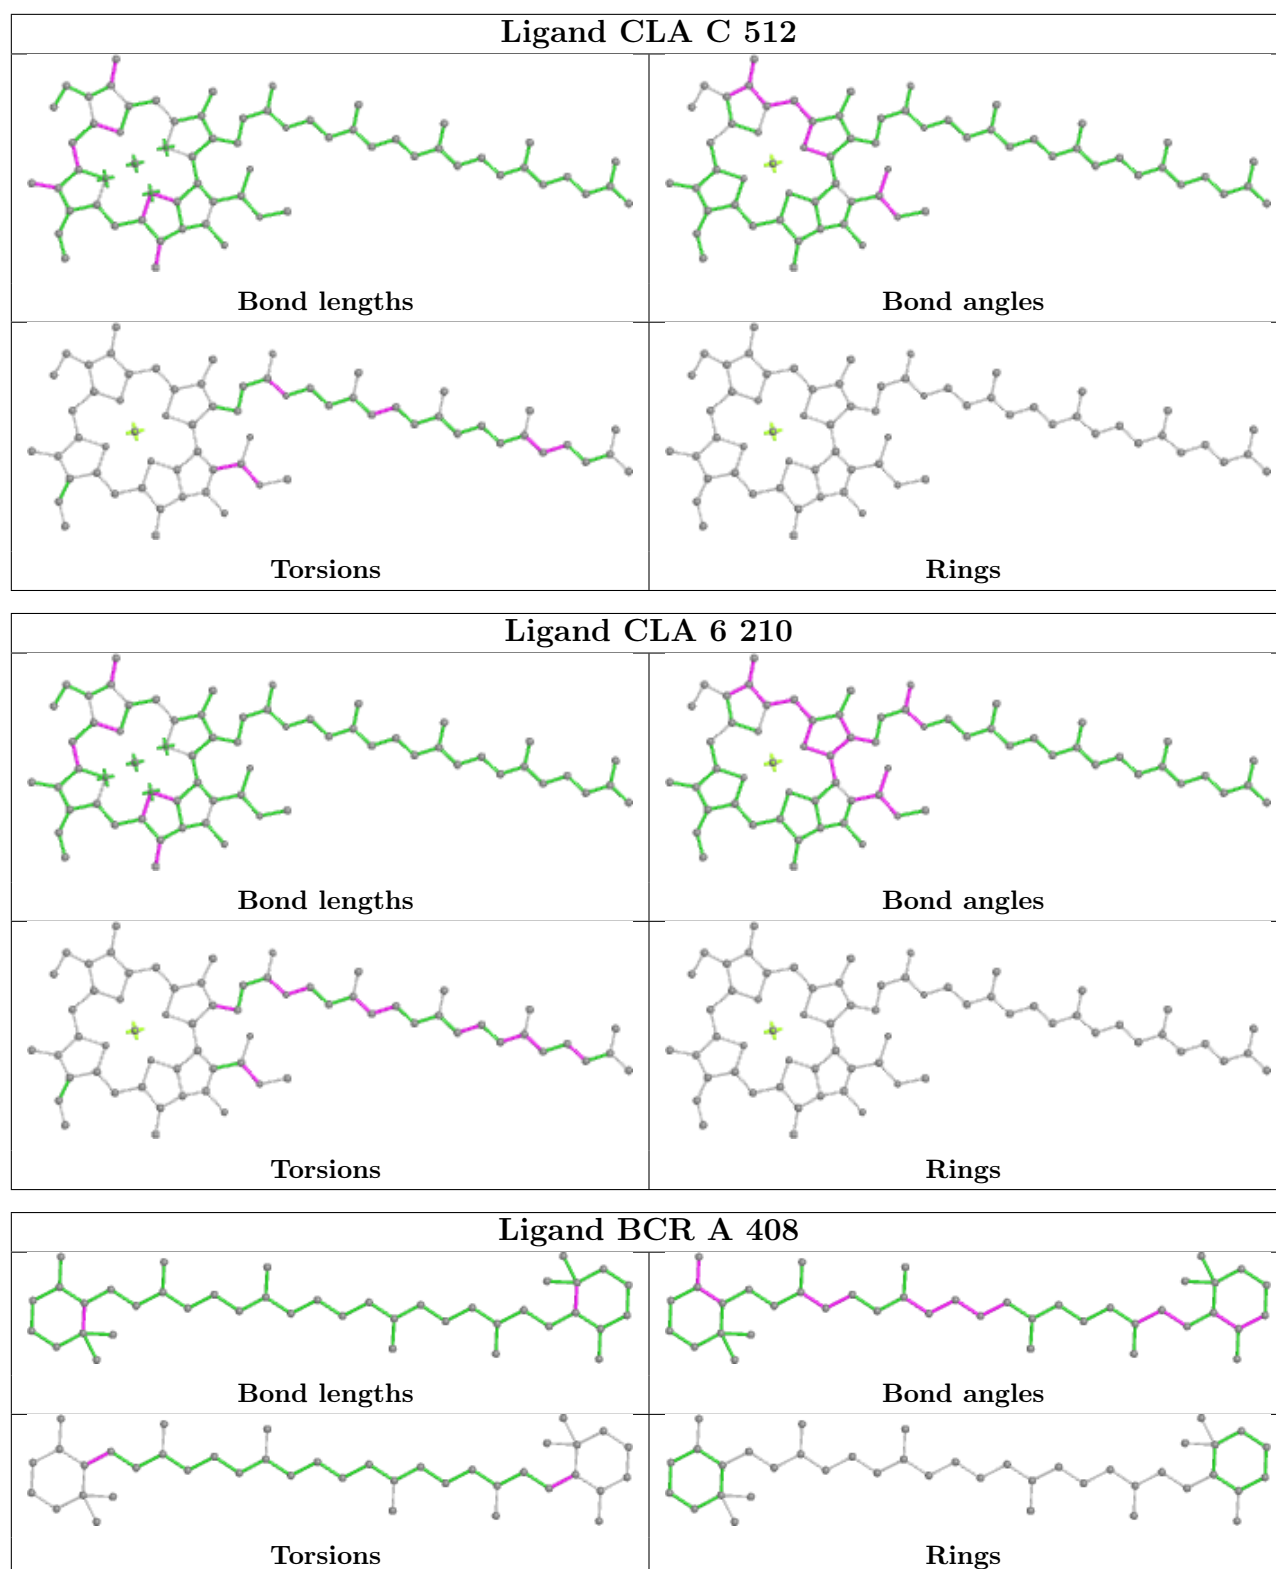 Ligand CLA C 512
Bond lengths
Bond angles
Torsions
Rings
Ligand CLA 6 210
Bond lengths
Bond angles
Torsions
Rings
Ligand BCR A 408
Bond lengths
Bond angles
Torsions
Rings